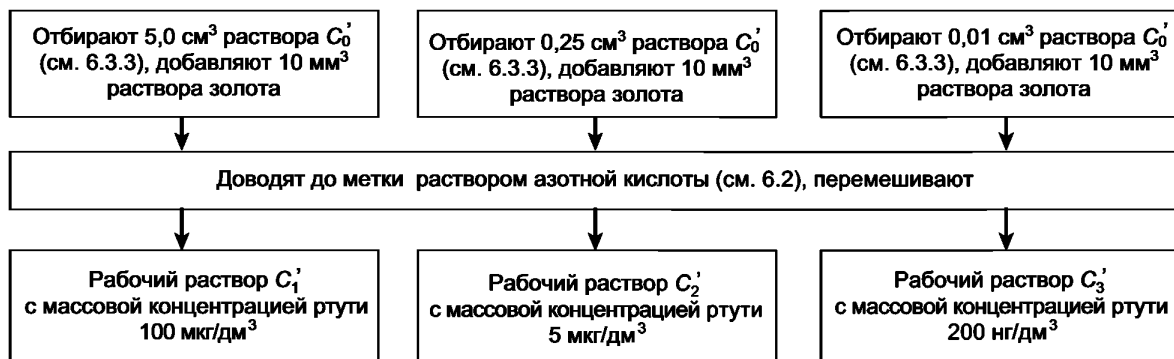 Отбирают 5,0 см³ раствора C₀'
(см. 6.3.3), добавляют 10 мм³
раствора золота
Отбирают 0,25 см³ раствора C₀'
(см. 6.3.3), добавляют 10 мм³
раствора золота
Отбирают 0,01 см³ раствора C₀'
(см. 6.3.3), добавляют 10 мм³
раствора золота
Доводят до метки раствором азотной кислоты (см. 6.2), перемешивают
Рабочий раствор C₁'
с массовой концентрацией ртути
100 мкг/дм³
Рабочий раствор C₂'
с массовой концентрацией ртути
5 мкг/дм³
Рабочий раствор C₃'
с массовой концентрацией ртути
200 нг/дм³